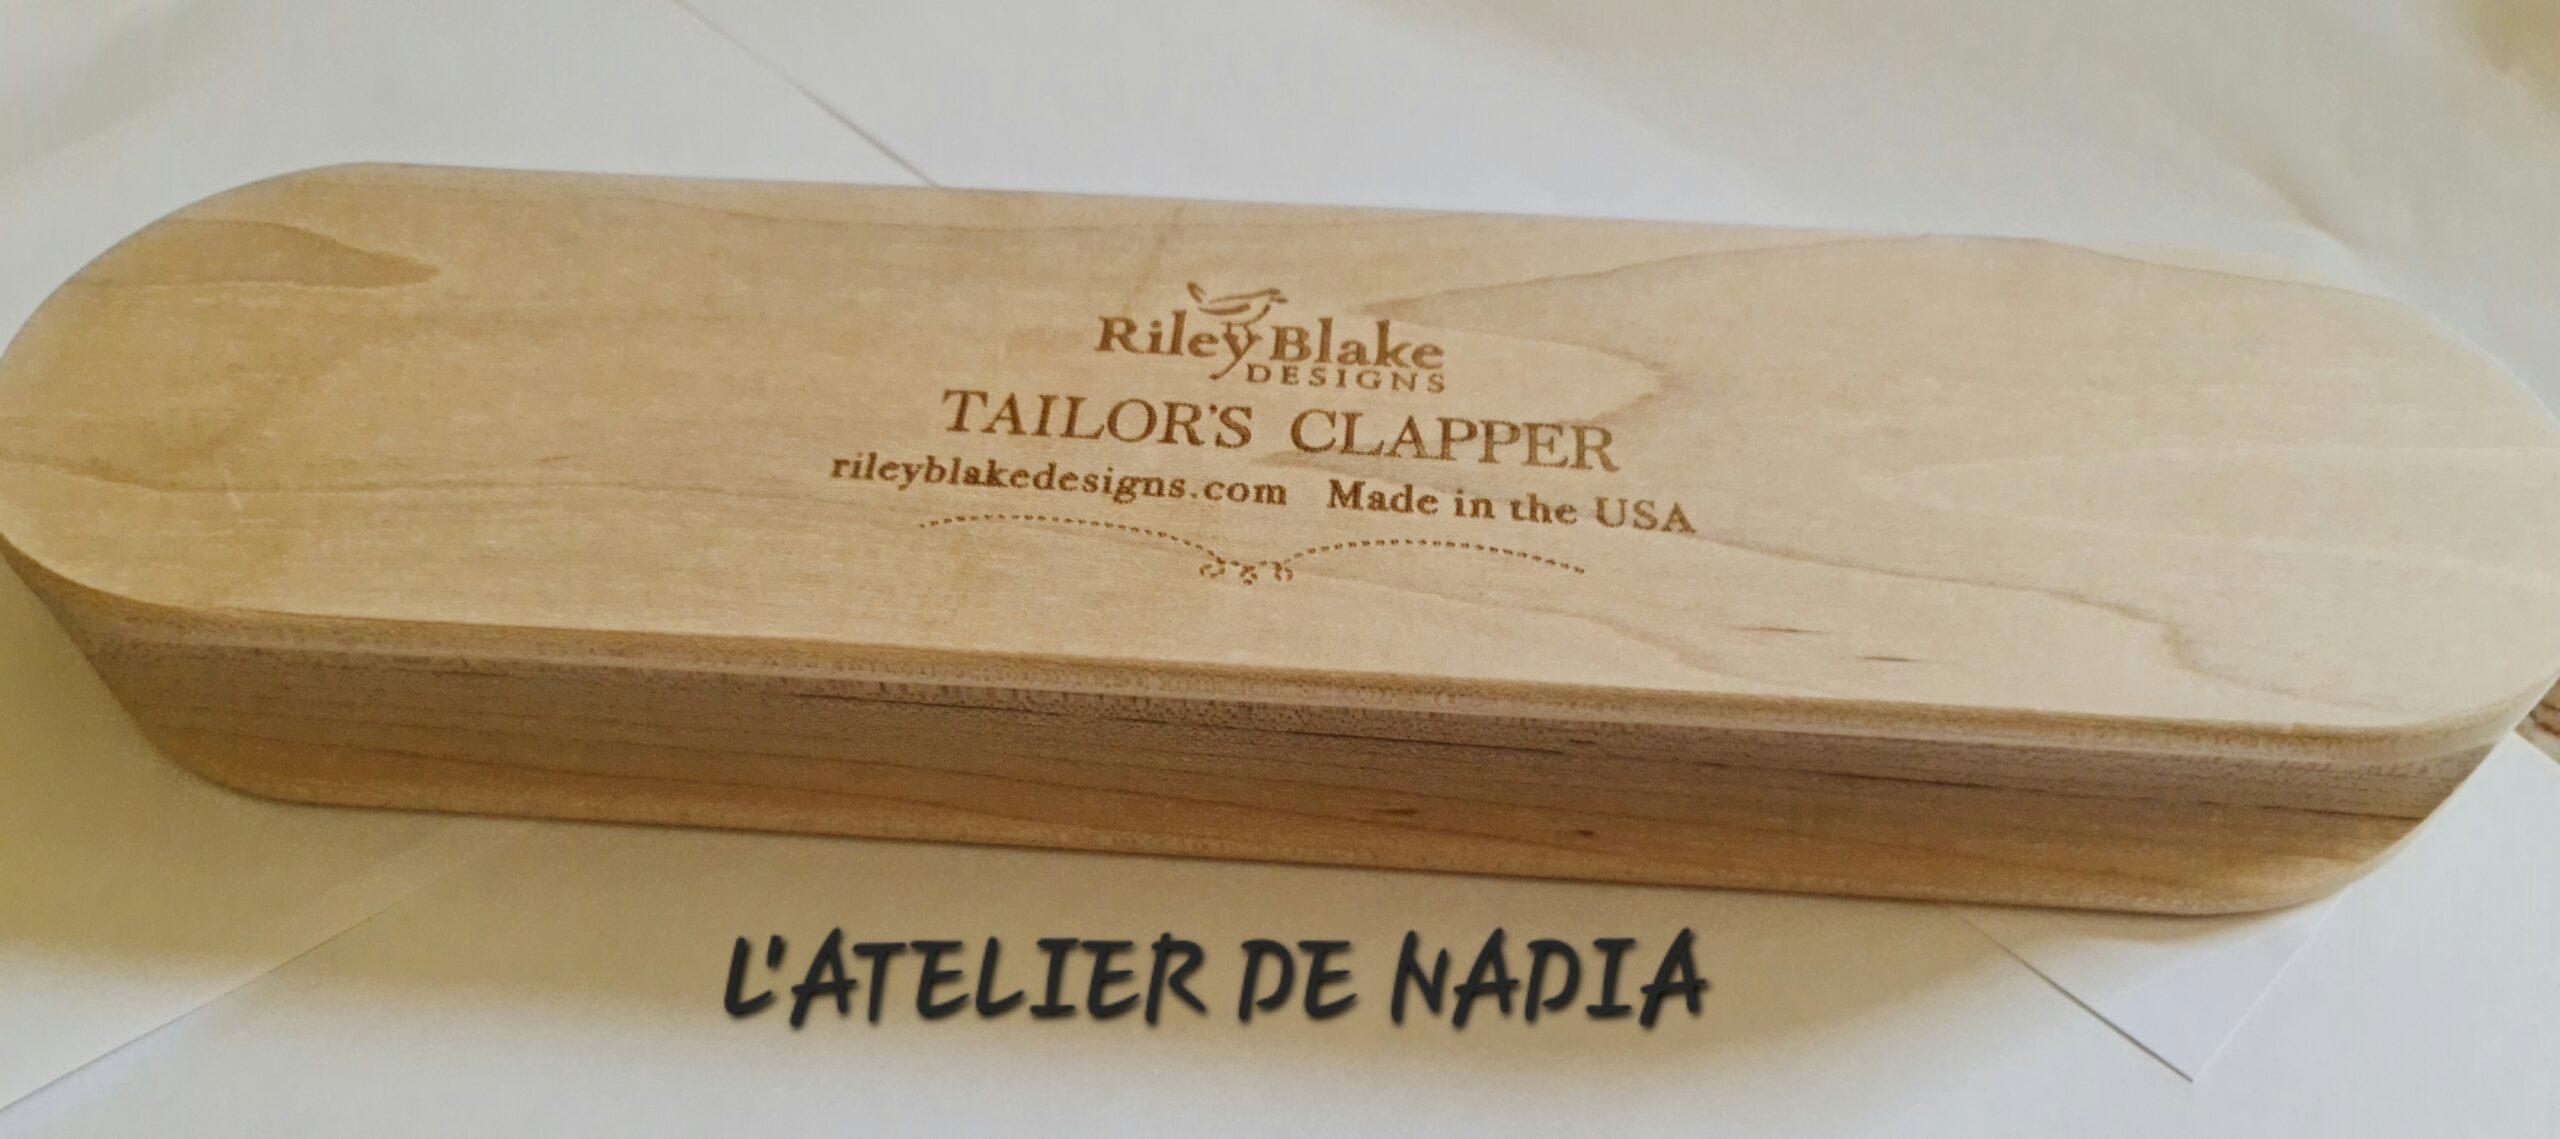 Riley Blake
DESIGNS
TAILOR'S CLAPPER
rileyblakedesigns.com Made in the USA
L'ATELIER DE NADIA